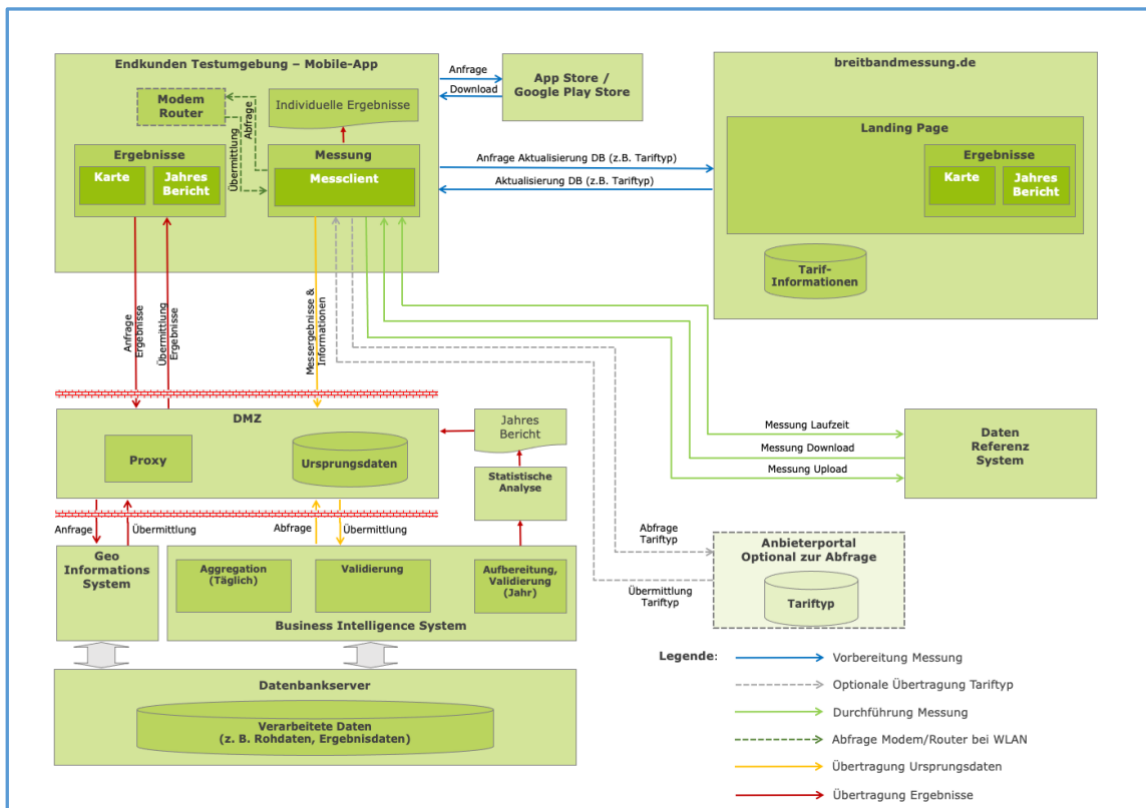 Endkunden Testumgebung – Mobile-App
Modem
Router
Abfrage
Übermittlung
Individuelle Ergebnisse
Ergebnisse
Karte
Jahres
Bericht
Messung
Messclient
Anfrage
Download
App Store /
Google Play Store
Anfrage Aktualisierung DB (z.B. Tariftyp)
Aktualisierung DB (z.B. Tariftyp)
breitbandmessung.de
Landing Page
Ergebnisse
Karte
Jahres
Bericht
Tarif-
Informationen
Anfrage
Ergebnisse
Übermittlung
Ergebnisse
Messergebnisse &
Informationen
DMZ
Proxy
Ursprungsdaten
Jahres
Bericht
Statistische
Analyse
Messung Laufzeit
Messung Download
Messung Upload
Daten
Referenz
System
Anfrage
Übermittlung
Abfrage
Übermittlung
Geo
Informations
System
Aggregation
(Täglich)
Validierung
Aufbereitung,
Validierung
(Jahr)
Business Intelligence System
Abfrage
Tariftyp
Übermittlung
Tariftyp
Anbieterportal
Optional zur Abfrage
Tariftyp
Datenbankserver
Verarbeitete Daten
(z. B. Rohdaten, Ergebnisdaten)
Legende:
Vorbereitung Messung
Optionale Übertragung Tariftyp
Durchführung Messung
Abfrage Modem/Router bei WLAN
Übertragung Ursprungsdaten
Übertragung Ergebnisse